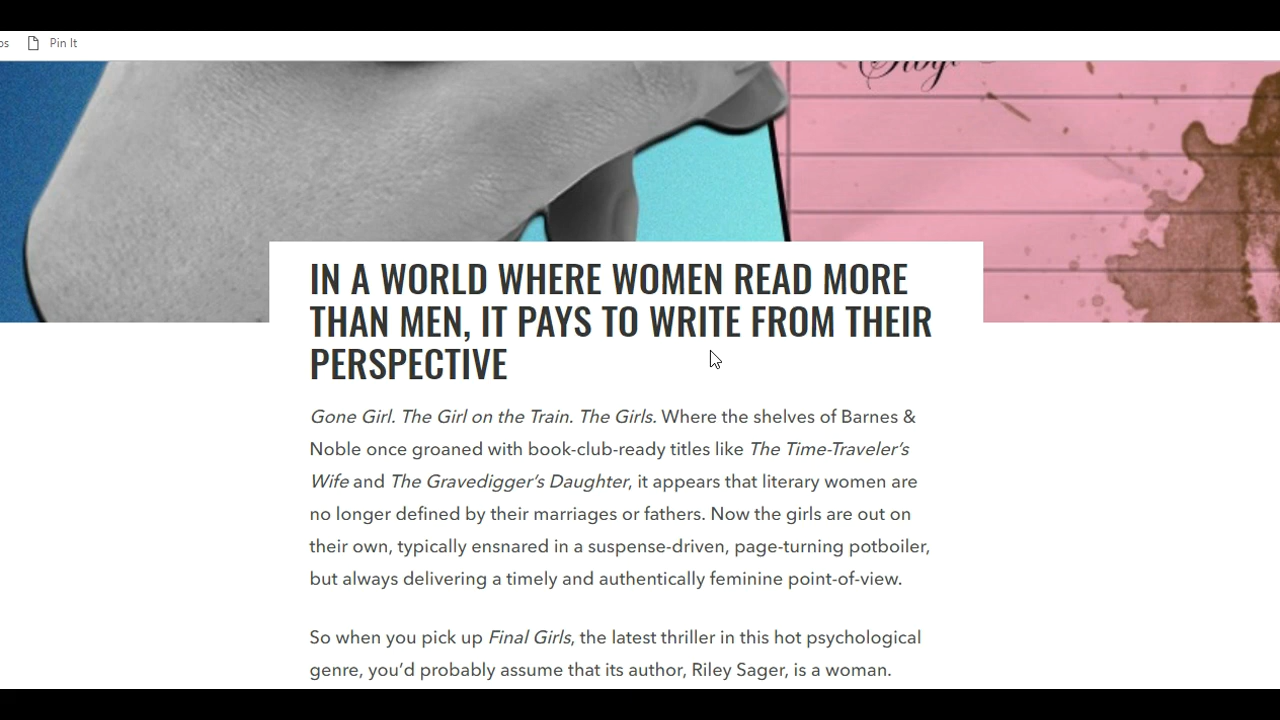 Pin It
IN A WORLD WHERE WOMEN READ MORE
THAN MEN, IT PAYS TO WRITE FROM THEIR
PERSPECTIVE
Gone Girl. The Girl on the Train. The Girls. Where the shelves of Barnes &
Noble once groaned with book-club-ready titles like The Time-Traveler’s
Wife and The Gravedigger’s Daughter, it appears that literary women are
no longer defined by their marriages or fathers. Now the girls are out on
their own, typically ensnared in a suspense-driven, page-turning potboiler,
but always delivering a timely and authentically feminine point-of-view.
So when you pick up Final Girls, the latest thriller in this hot psychological
genre, you’d probably assume that its author, Riley Sager, is a woman.